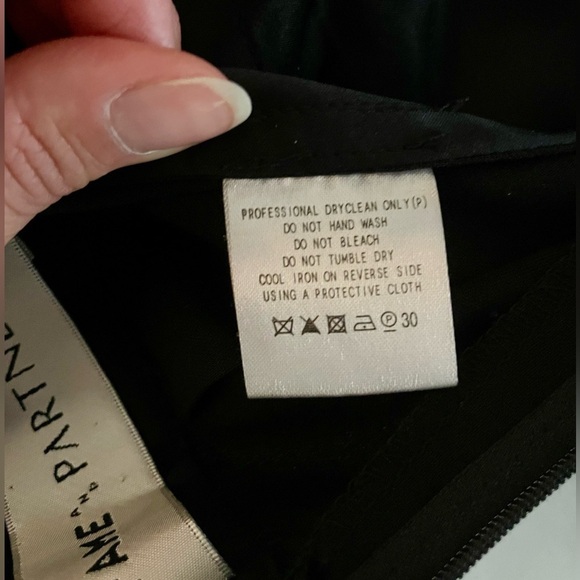 PROFESSIONAL DRYCLEAN ONLY(P)
DO NOT HAND WASH
DO NOT BLEACH
DO NOT TUMBLE DRY
COOL IRON ON REVERSE SIDE
USING A PROTECTIVE CLOTH
P 30
AND PARTNE